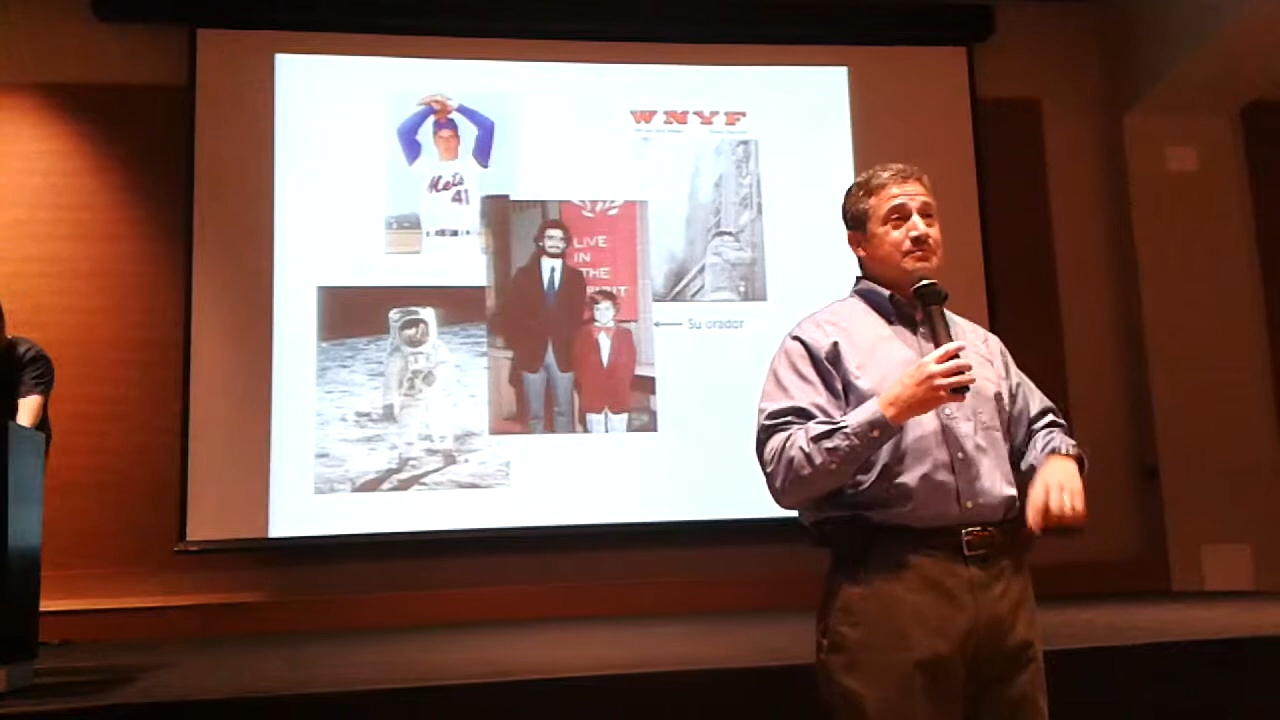 WNYF
Mets
41
LIVE
IN
THE
SPIRIT
Su orador